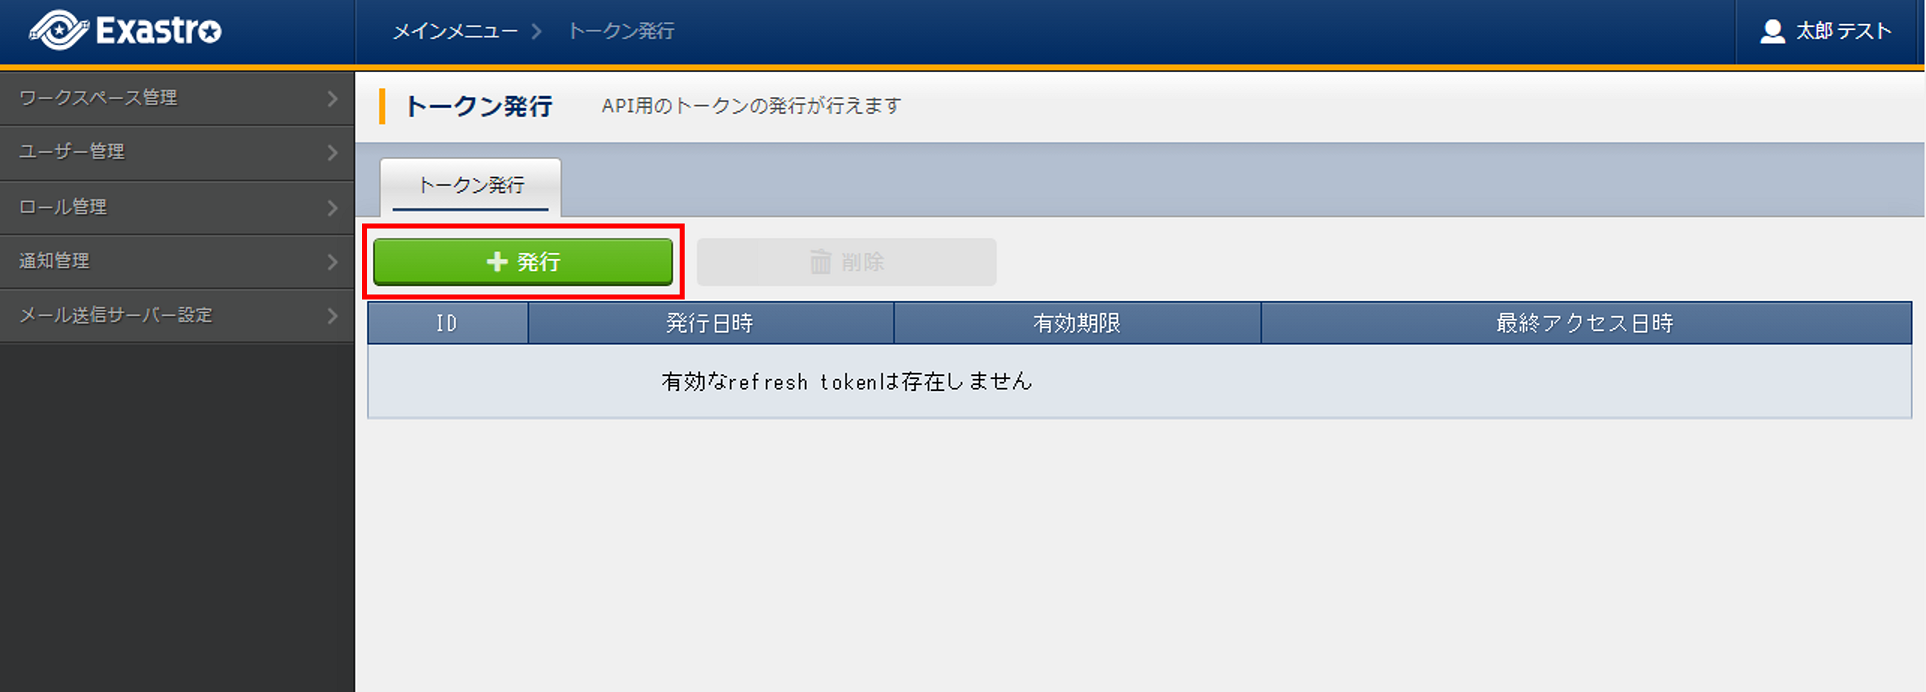 Exastro
メインメニュー トークン発行
太郎 テスト
ワークスペース管理
ユーザー管理
ロール管理
通知管理
メール送信サーバー設定
トークン発行 API用のトークンの発行が行えます
トークン発行
発行 削除
ID 発行日時 有効期限 最終アクセス日時
有効なrefresh tokenは存在しません